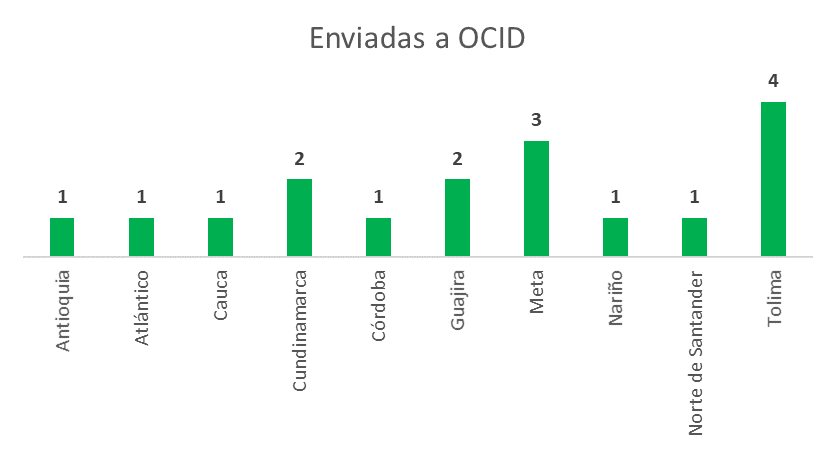 Enviadas a OCID
1
1
1
2
1
2
3
1
1
4
Antioquia
Atlántico
Cauca
Cundinamarca
Córdoba
Guajira
Meta
Nariño
Norte de Santander
Tolima